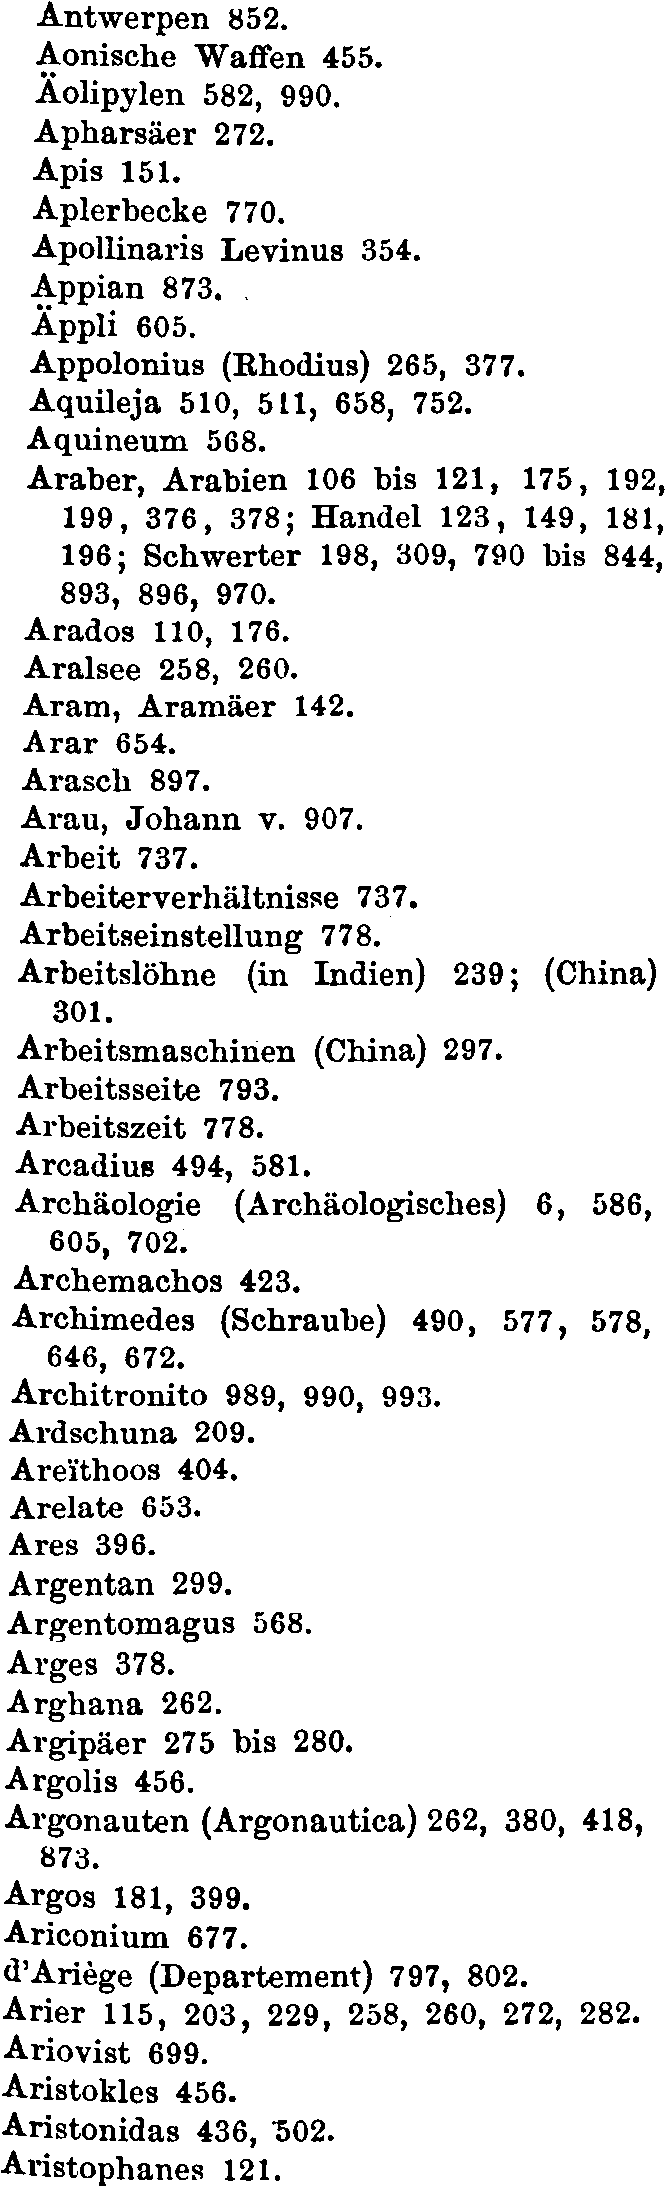 Antwerpen 852.
Aonische Waffen 455.
Äolipylen 582, 990.
Apharsäer 272.
Apis 151.
Aplerbecke 770.
Apollinaris Levinus 354.
Appian 873.
Äppli 605.
Appolonius (Rhodius) 265, 377.
Aquileja 510, 511, 658, 752.
Aquineum 568.
Araber, Arabien 106 bis 121, 175, 192,
199, 376, 378; Handel 123, 149, 181,
196; Schwerter 198, 309, 790 bis 844,
893, 896, 970.
Arados 110, 176.
Aralsee 258, 260.
Aram, Aramäer 142.
Arar 654.
Arasch 897.
Arau, Johann v. 907.
Arbeit 737.
Arbeiterverhältnisse 737.
Arbeitseinstellung 778.
Arbeitslöhne (in Indien) 239; (China)
301.
Arbeitsmaschinen (China) 297.
Arbeitsseite 793.
Arbeitszeit 778.
Arcadius 494, 581.
Archäologie (Archäologisches) 6, 586,
605, 702.
Archemachos 423.
Archimedes (Schraube) 490, 577, 578,
646, 672.
Architronito 989, 990, 993.
Ardschuna 209.
Areïthoos 404.
Arelate 653.
Ares 396.
Argentan 299.
Argentomagus 568.
Arges 378.
Arghana 262.
Argipäer 275 bis 280.
Argolis 456.
Argonauten (Argonautica) 262, 380, 418,
873.
Argos 181, 399.
Ariconium 677.
d'Ariège (Departement) 797, 802.
Arier 115, 203, 229, 258, 260, 272, 282.
Ariovist 699.
Aristokles 456.
Aristonidas 436, 502.
Aristophanes 121.